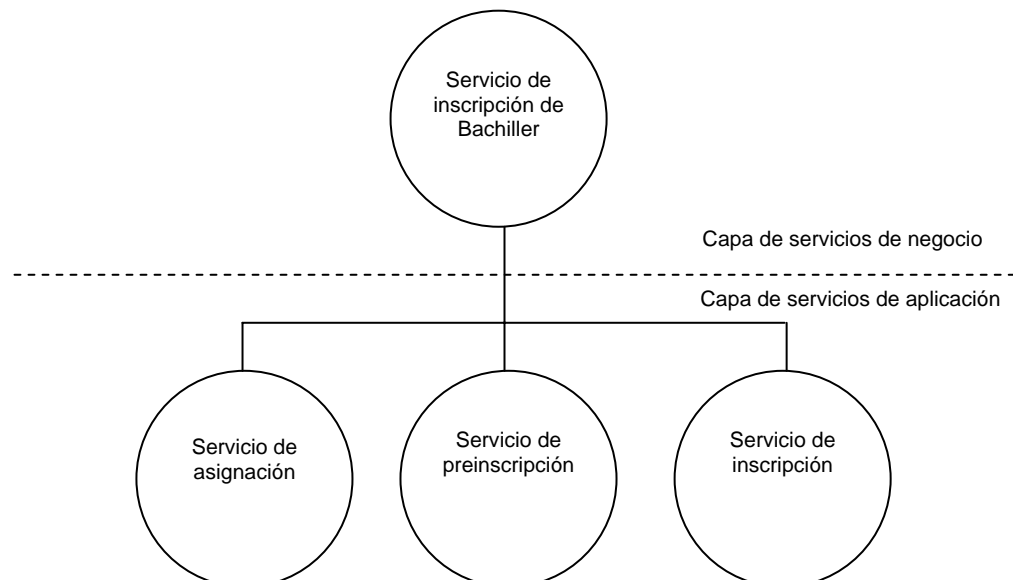 Servicio de
inscripción de
Bachiller
Capa de servicios de negocio
Capa de servicios de aplicación
Servicio de
asignación
Servicio de
preinscripción
Servicio de
inscripción